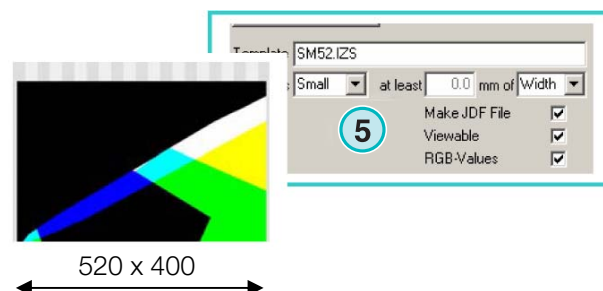 Template SM52.IZS
Small at least 0.0 mm of Width
5
Make JDF File
Viewable
RGB-Values
520 x 400